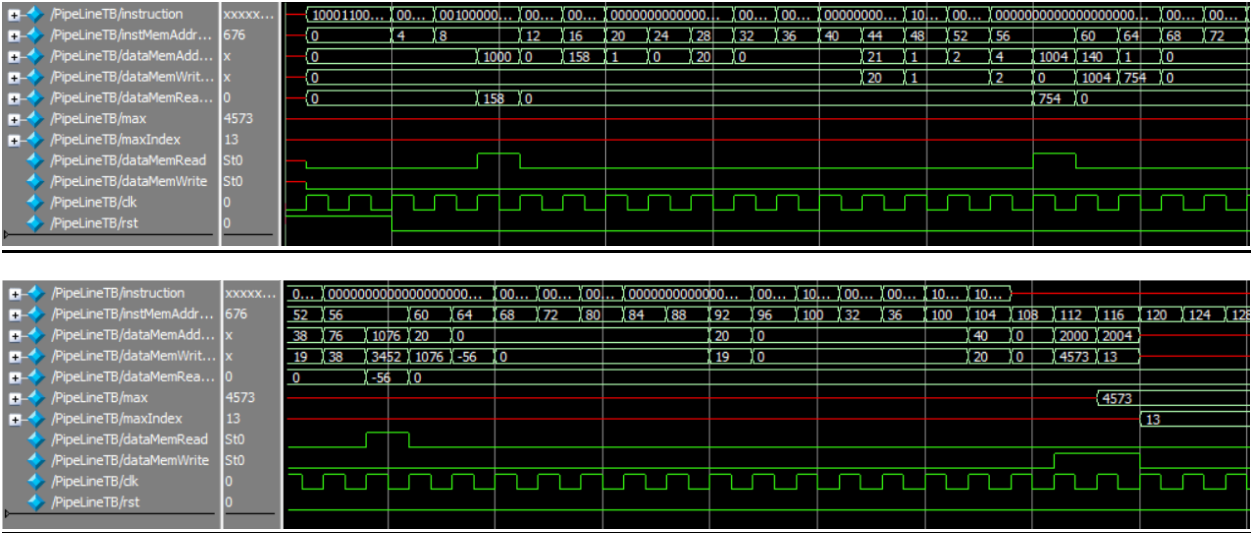 /PipeLineTB/instruction xxxxx... 10001100... 00... 00100000... 00... 00... 0000000000000... 00... 00... 00000000... 10... 00... 0000000000000000000... 00... 00...
/PipeLineTB/instMemAddr... 676 0 4 8 12 16 20 24 28 32 36 40 44 48 52 56 60 64 68 72
/PipeLineTB/dataMemAdd... x 0 1000 0 158 1 0 20 0 21 1 2 4 1004 140 1 0
/PipeLineTB/dataMemWrit... x 0 20 1 2 0 1004 754 0
/PipeLineTB/dataMemRea... 0 0 158 0 754 0
/PipeLineTB/max 4573
/PipeLineTB/maxIndex 13
/PipeLineTB/dataMemRead St0
/PipeLineTB/dataMemWrite St0
/PipeLineTB/clk 0
/PipeLineTB/rst 0
/PipeLineTB/instruction xxxxx... 0... 0000000000000000000... 00... 00... 00... 0000000000000... 00... 10... 00... 00... 10... 10...
/PipeLineTB/instMemAddr... 676 52 56 60 64 68 72 80 84 88 92 96 100 32 36 100 104 108 112 116 120 124 128
/PipeLineTB/dataMemAdd... x 38 76 1076 20 0 20 0 40 0 2000 2004
/PipeLineTB/dataMemWrit... x 19 38 3452 1076 -56 0 19 0 20 0 4573 13
/PipeLineTB/dataMemRea... 0 0 -56 0
/PipeLineTB/max 4573 4573
/PipeLineTB/maxIndex 13 13
/PipeLineTB/dataMemRead St0
/PipeLineTB/dataMemWrite St0
/PipeLineTB/clk 0
/PipeLineTB/rst 0